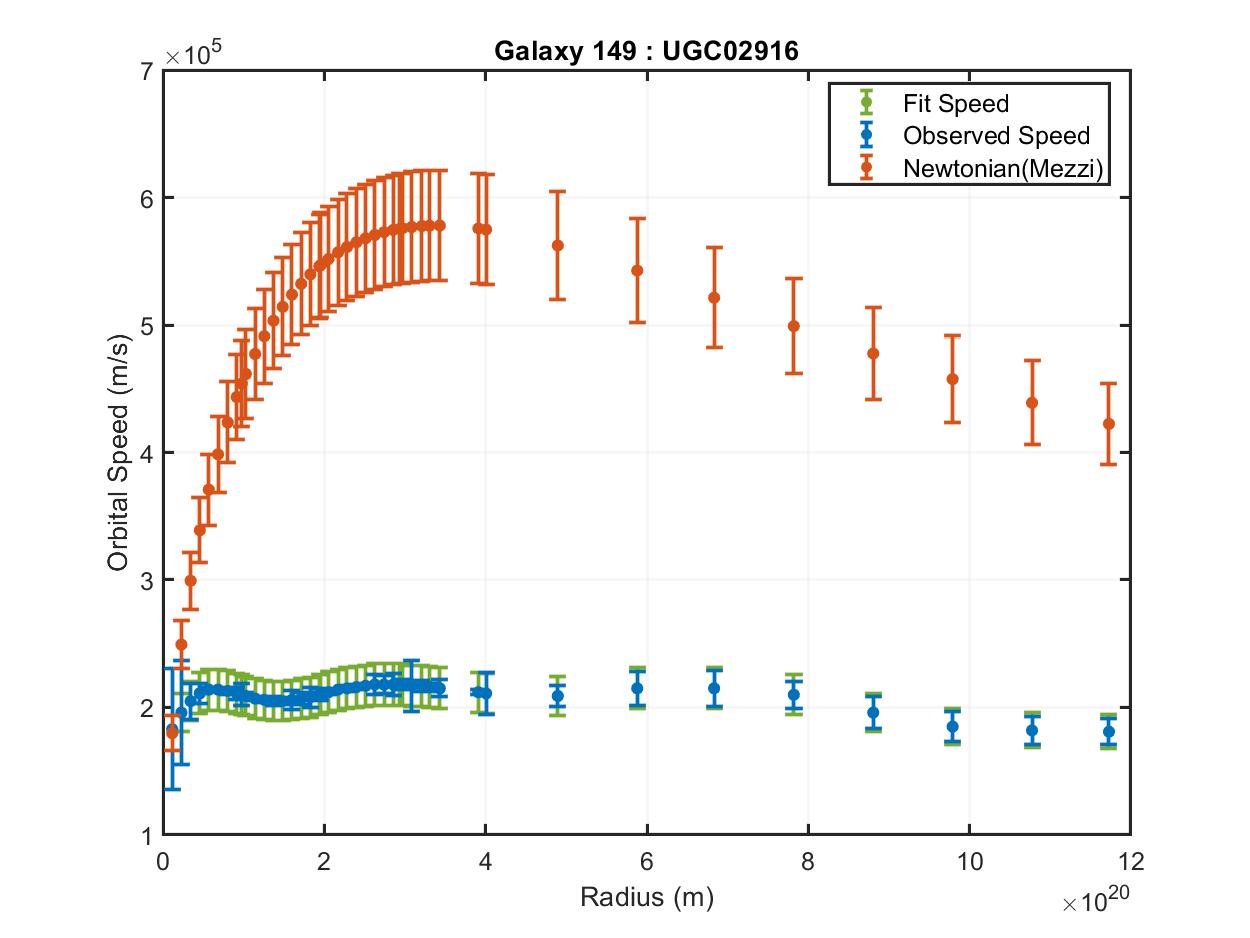 Galaxy 149 : UGC02916
×10^5
7
6
5
4
3
2
1
Orbital Speed (m/s)
Fit Speed
Observed Speed
Newtonian(Mezzi)
0 2 4 6 8 10 12
Radius (m)
×10^20